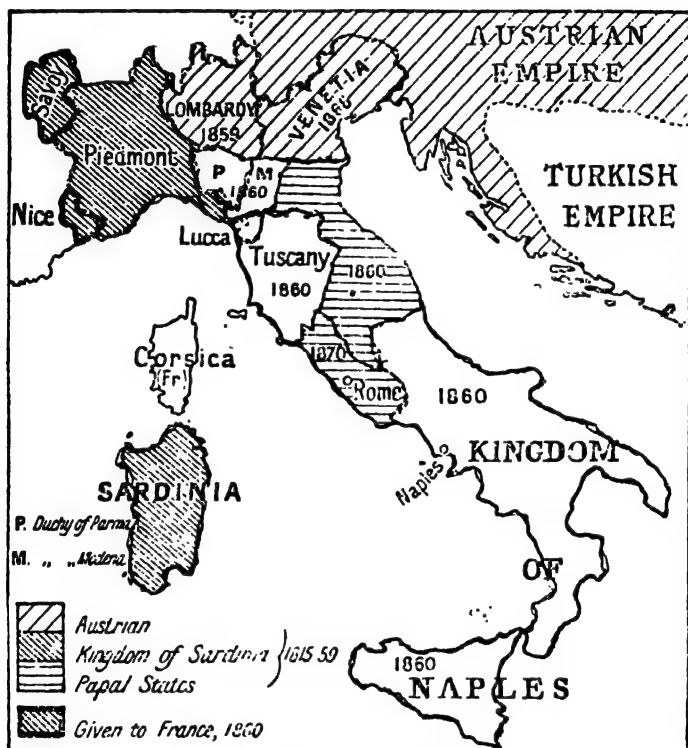 AUSTRIAN
EMPIRE
Savoy
LOMBARDY
1859
VENETIA
1866
Piedmont
P
M
1860
TURKISH
EMPIRE
Nice
Lucca
Tuscany
1860
1860
Corsica
(Fr)
1870
Rome
1860
KINGDOM
Naples
SARDINIA
P. Duchy of Parma
M. „ „ Modena
OF
Austrian
Kingdom of Sardinia } 1815-59
Papal States
1860
NAPLES
Given to France, 1860